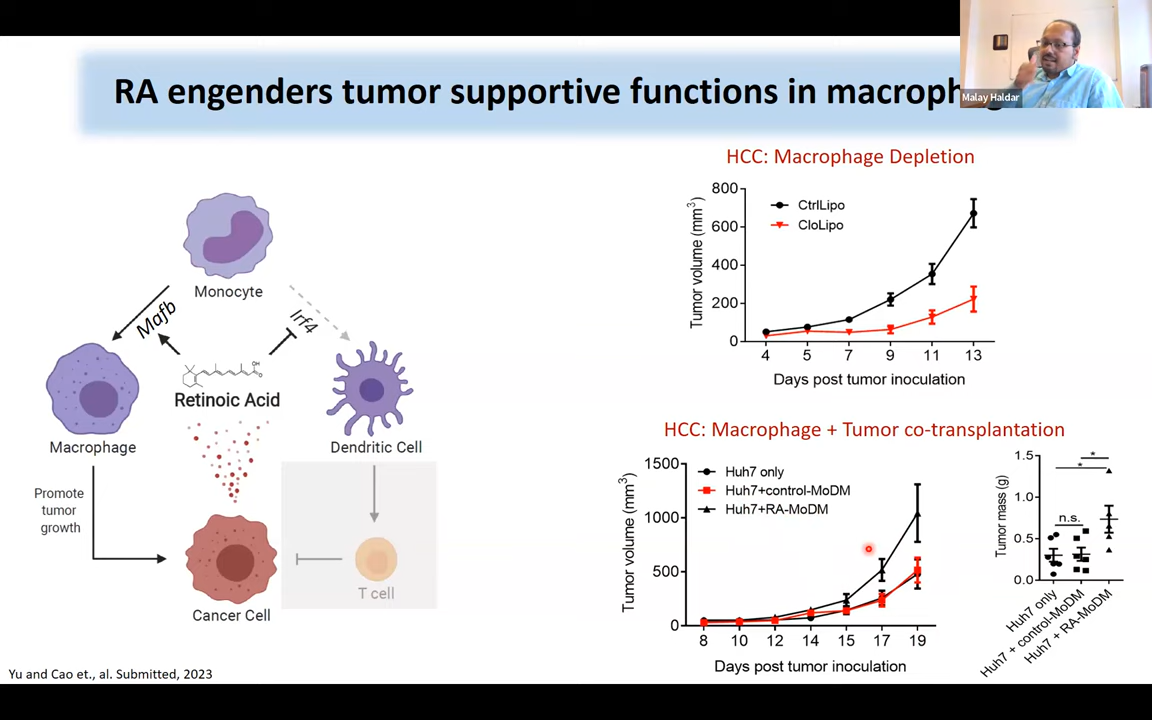 RA engenders tumor supportive functions in
Malay Haldar
Monocyte
Mafb
Irf4
OH
O
Retinoic Acid
Macrophage
Dendritic Cell
Promote
tumor
growth
Cancer Cell
T cell
HCC: Macrophage Depletion
800
600
400
200
0
Tumor volume (mm³)
CtrlLipo
CloLipo
4 5 7 9 11 13
Days post tumor inoculation
HCC: Macrophage + Tumor co-transplantation
1500
1000
500
0
Tumor volume (mm³)
Huh7 only
Huh7+control-MoDM
Huh7+RA-MoDM
8 10 12 14 15 17 19
Days post tumor inoculation
1.5
1.0
0.5
0.0
Tumor mass (g)
*
*
n.s.
Huh7 only
Huh7 + control-MoDM
Huh7 + RA-MoDM
Yu and Cao et., al. Submitted, 2023